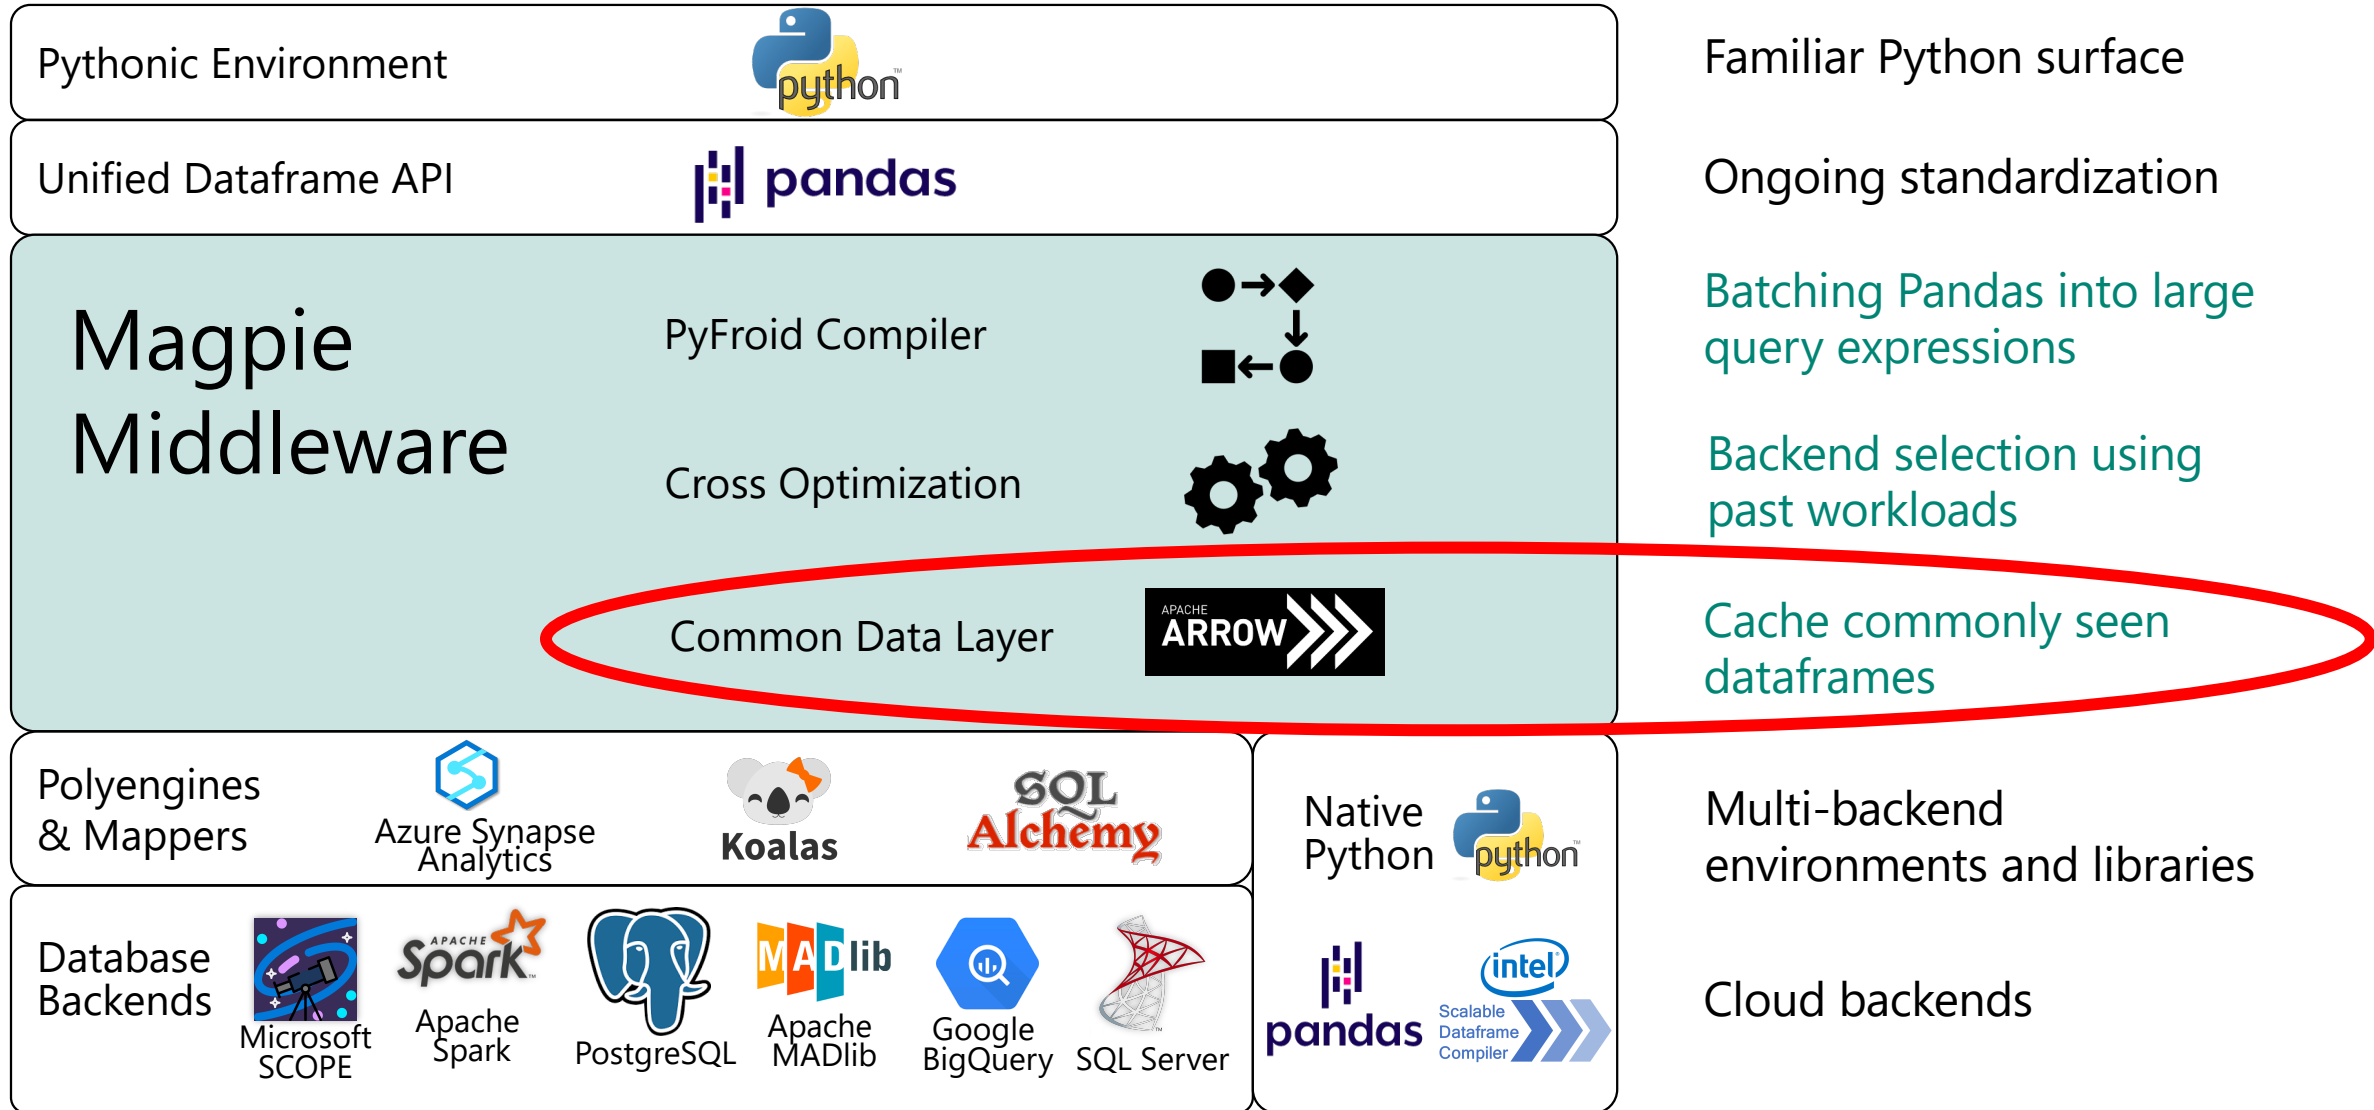 Pythonic Environment
python™
Familiar Python surface
Unified Dataframe API
pandas
Ongoing standardization
Magpie
Middleware
PyFroid Compiler
Batching Pandas into large
query expressions
Cross Optimization
Backend selection using
past workloads
Common Data Layer
APACHE
ARROW
Cache commonly seen
dataframes
Polyengines
& Mappers
Azure Synapse
Analytics
Koalas
SQL
Alchemy
Native
Python
python™
Multi-backend
environments and libraries
Database
Backends
Microsoft
SCOPE
APACHE
Spark™
Apache
Spark
PostgreSQL
MADlib
Apache
MADlib
Google
BigQuery
SQL Server
pandas
intel
Scalable
Dataframe
Compiler
Cloud backends